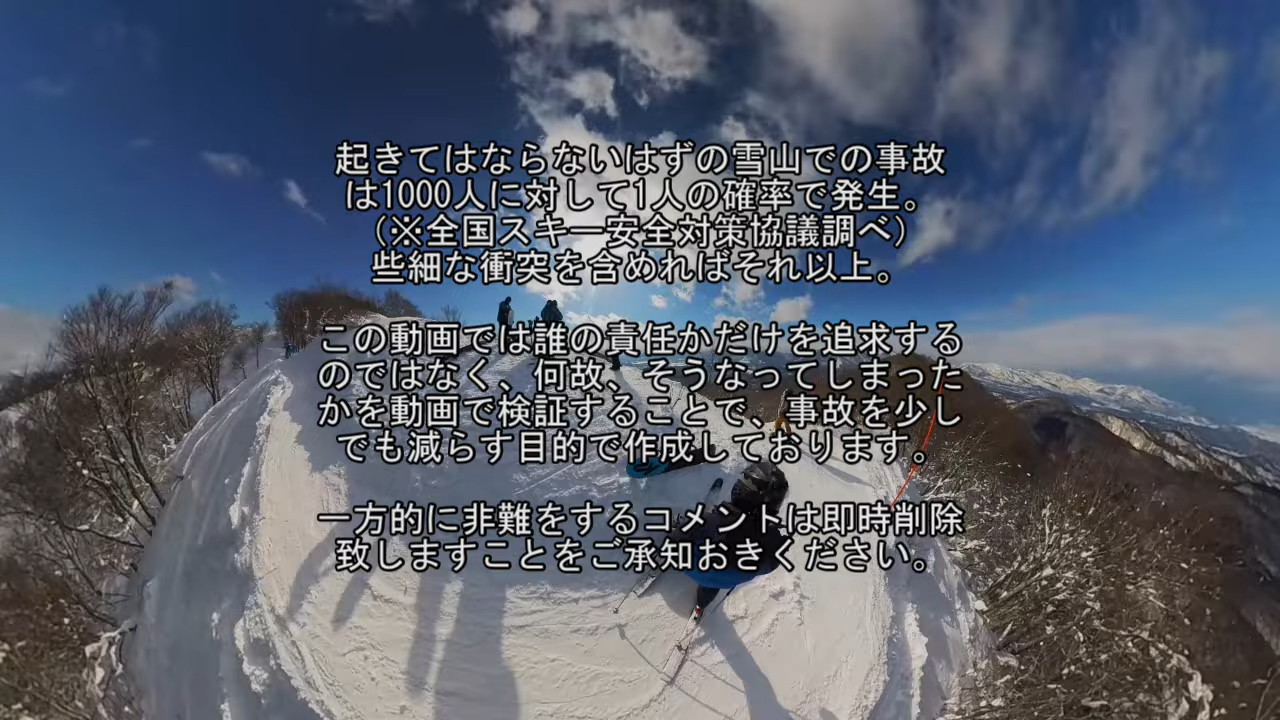 起きてはならないはずの雪山での事故
は1000人に対して1人の確率で発生。
（※全国スキー安全対策協議調べ）
些細な衝突を含めればそれ以上。
この動画では誰の責任かだけを追求する
のではなく、何故、そうなってしまった
かを動画で検証することで、事故を少し
でも減らす目的で作成しております。
一方的に非難をするコメントは即時削除
致しますことをご承知おきください。